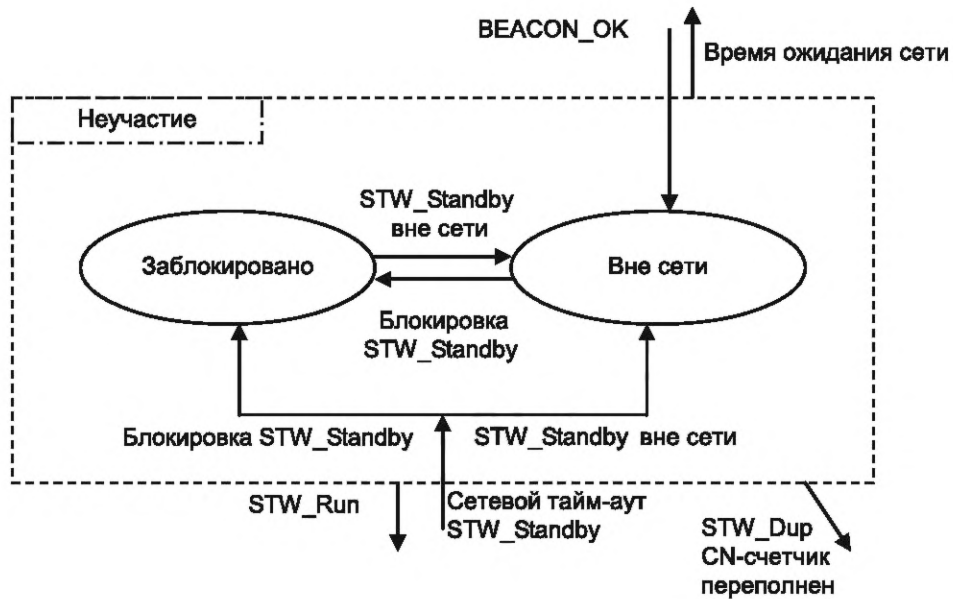 BEACON_OK
Время ожидания сети
Неучастие
STW_Standby
вне сети
Заблокировано
Вне сети
Блокировка
STW_Standby
Блокировка STW_Standby
STW_Standby вне сети
STW_Run
Сетевой тайм-аут
STW_Standby
STW_Dup
CN-счетчик
переполнен